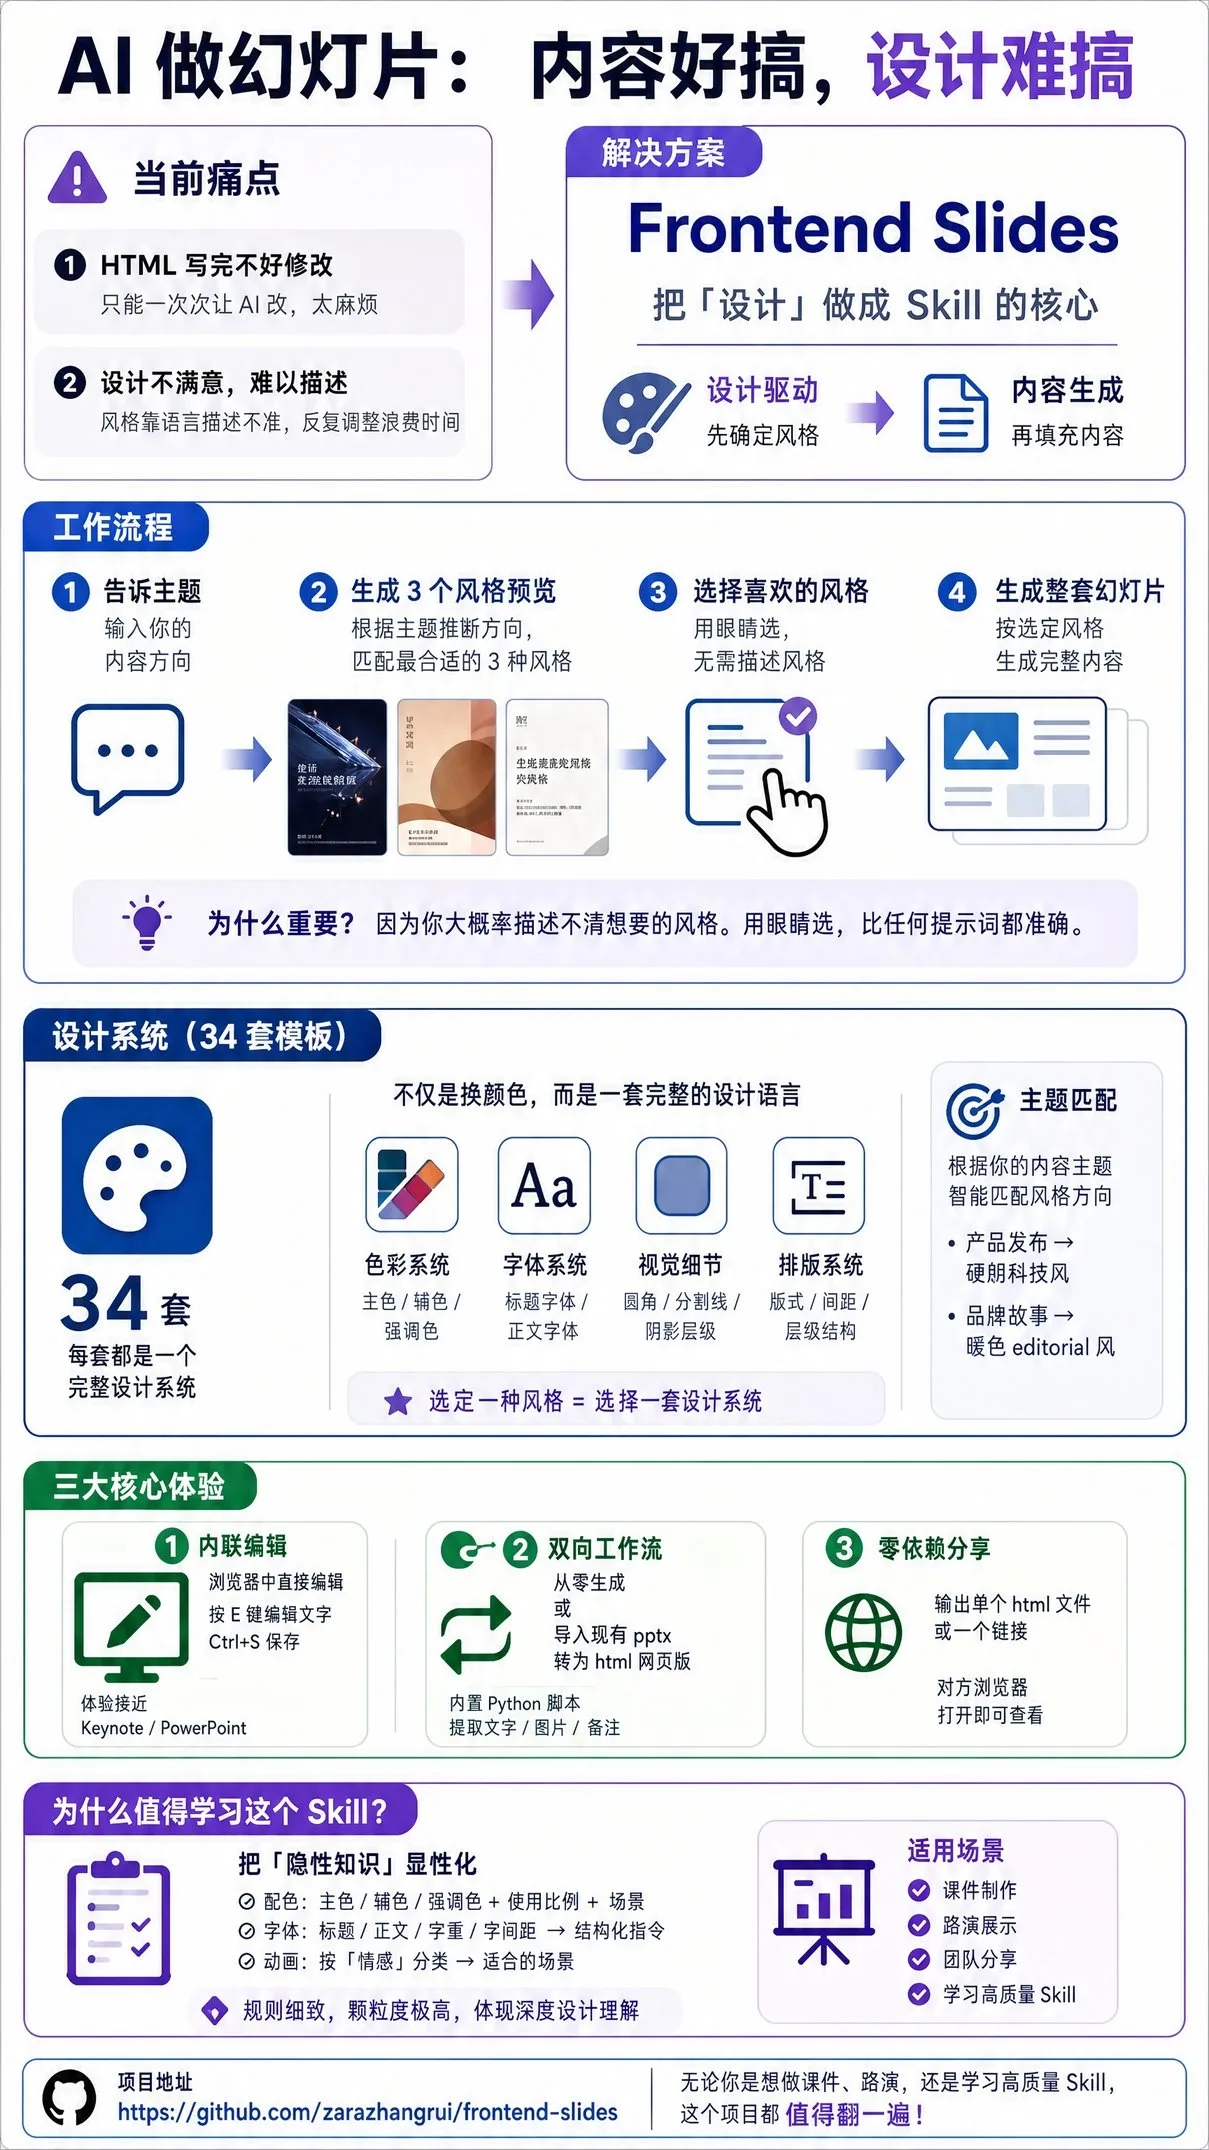 AI 做幻灯片： 内容好搞，设计难搞
当前痛点
1 HTML 写完不好修改
只能一次次让 AI 改，太麻烦
2 设计不满意，难以描述
风格靠语言描述不准，反复调整浪费时间
解决方案
Frontend Slides
把「设计」做成 Skill 的核心
设计驱动
先确定风格
内容生成
再填充内容
工作流程
1 告诉主题
输入你的
内容方向
2 生成 3 个风格预览
根据主题推断方向，
匹配最合适的 3 种风格
3 选择喜欢的风格
用眼睛选，
无需描述风格
4 生成整套幻灯片
按选定风格
生成完整内容
为什么重要？ 因为你大概率描述不清想要的风格。用眼睛选，比任何提示词都准确。
设计系统（34 套模板）
34 套
每套都是一个
完整设计系统
不仅是换颜色，而是一套完整的设计语言
Aa
T
色彩系统
主色 / 辅色 /
强调色
字体系统
标题字体 /
正文字体
视觉细节
圆角 / 分割线 /
阴影层级
排版系统
版式 / 间距 /
层级结构
选定一种风格 = 选择一套设计系统
主题匹配
根据你的内容主题
智能匹配风格方向
• 产品发布 →
硬朗科技风
• 品牌故事 →
暖色 editorial 风
三大核心体验
1 内联编辑
浏览器中直接编辑
按 E 键编辑文字
Ctrl+S 保存
体验接近
Keynote / PowerPoint
2 双向工作流
从零生成
或
导入现有 pptx
转为 html 网页版
内置 Python 脚本
提取文字 / 图片 / 备注
3 零依赖分享
输出单个 html 文件
或一个链接
对方浏览器
打开即可查看
为什么值得学习这个 Skill？
把「隐性知识」显性化
配色：主色 / 辅色 / 强调色 + 使用比例 + 场景
字体：标题 / 正文 / 字重 / 字间距 → 结构化指令
动画：按「情感」分类 → 适合的场景
规则细致，颗粒度极高，体现深度设计理解
适用场景
课件制作
路演展示
团队分享
学习高质量 Skill
项目地址
https://github.com/zarazhangrui/frontend-slides
无论你是想做课件、路演，还是学习高质量 Skill，
这个项目都 值得翻一遍！